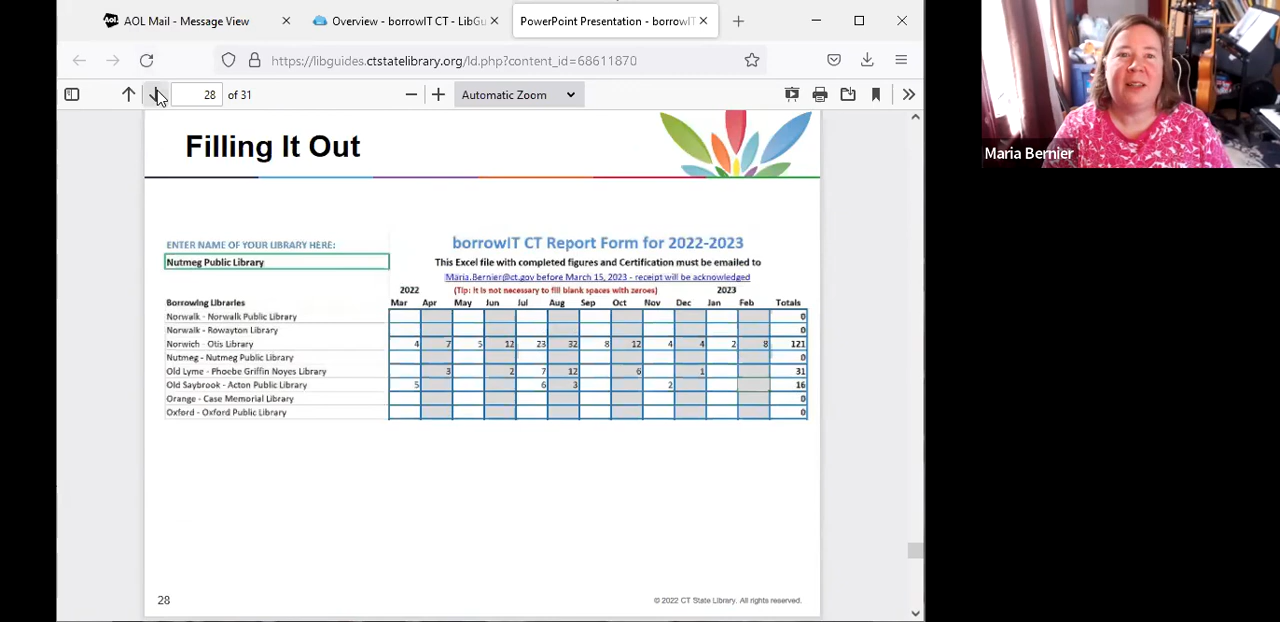 AOL Mail - Message View
Overview - borrowIT CT - LibGu
PowerPoint Presentation - borrowIT
https://libguides.ctstatelibrary.org/ld.php?content_id=68611870
28 of 31
Automatic Zoom
Maria Bernier
Filling It Out
ENTER NAME OF YOUR LIBRARY HERE:
Nutmeg Public Library
borrowIT CT Report Form for 2022-2023
This Excel file with completed figures and Certification must be emailed to
Maria.Bernier@ct.gov before March 15, 2023 - receipt will be acknowledged
2022 (Tip: It is not necessary to fill blank spaces with zeroes) 2023
Borrowing Libraries Mar Apr May Jun Jul Aug Sep Oct Nov Dec Jan Feb Totals
Norwalk - Norwalk Public Library 0
Norwalk - Rowayton Library 0
Norwich - Otis Library 4 7 5 12 23 32 8 12 4 4 2 8 121
Nutmeg - Nutmeg Public Library 0
Old Lyme - Phoebe Griffin Noyes Library 3 2 7 12 6 1 31
Old Saybrook - Acton Public Library 5 6 3 2 16
Orange - Case Memorial Library 0
Oxford - Oxford Public Library 0
28
© 2022 CT State Library. All rights reserved.